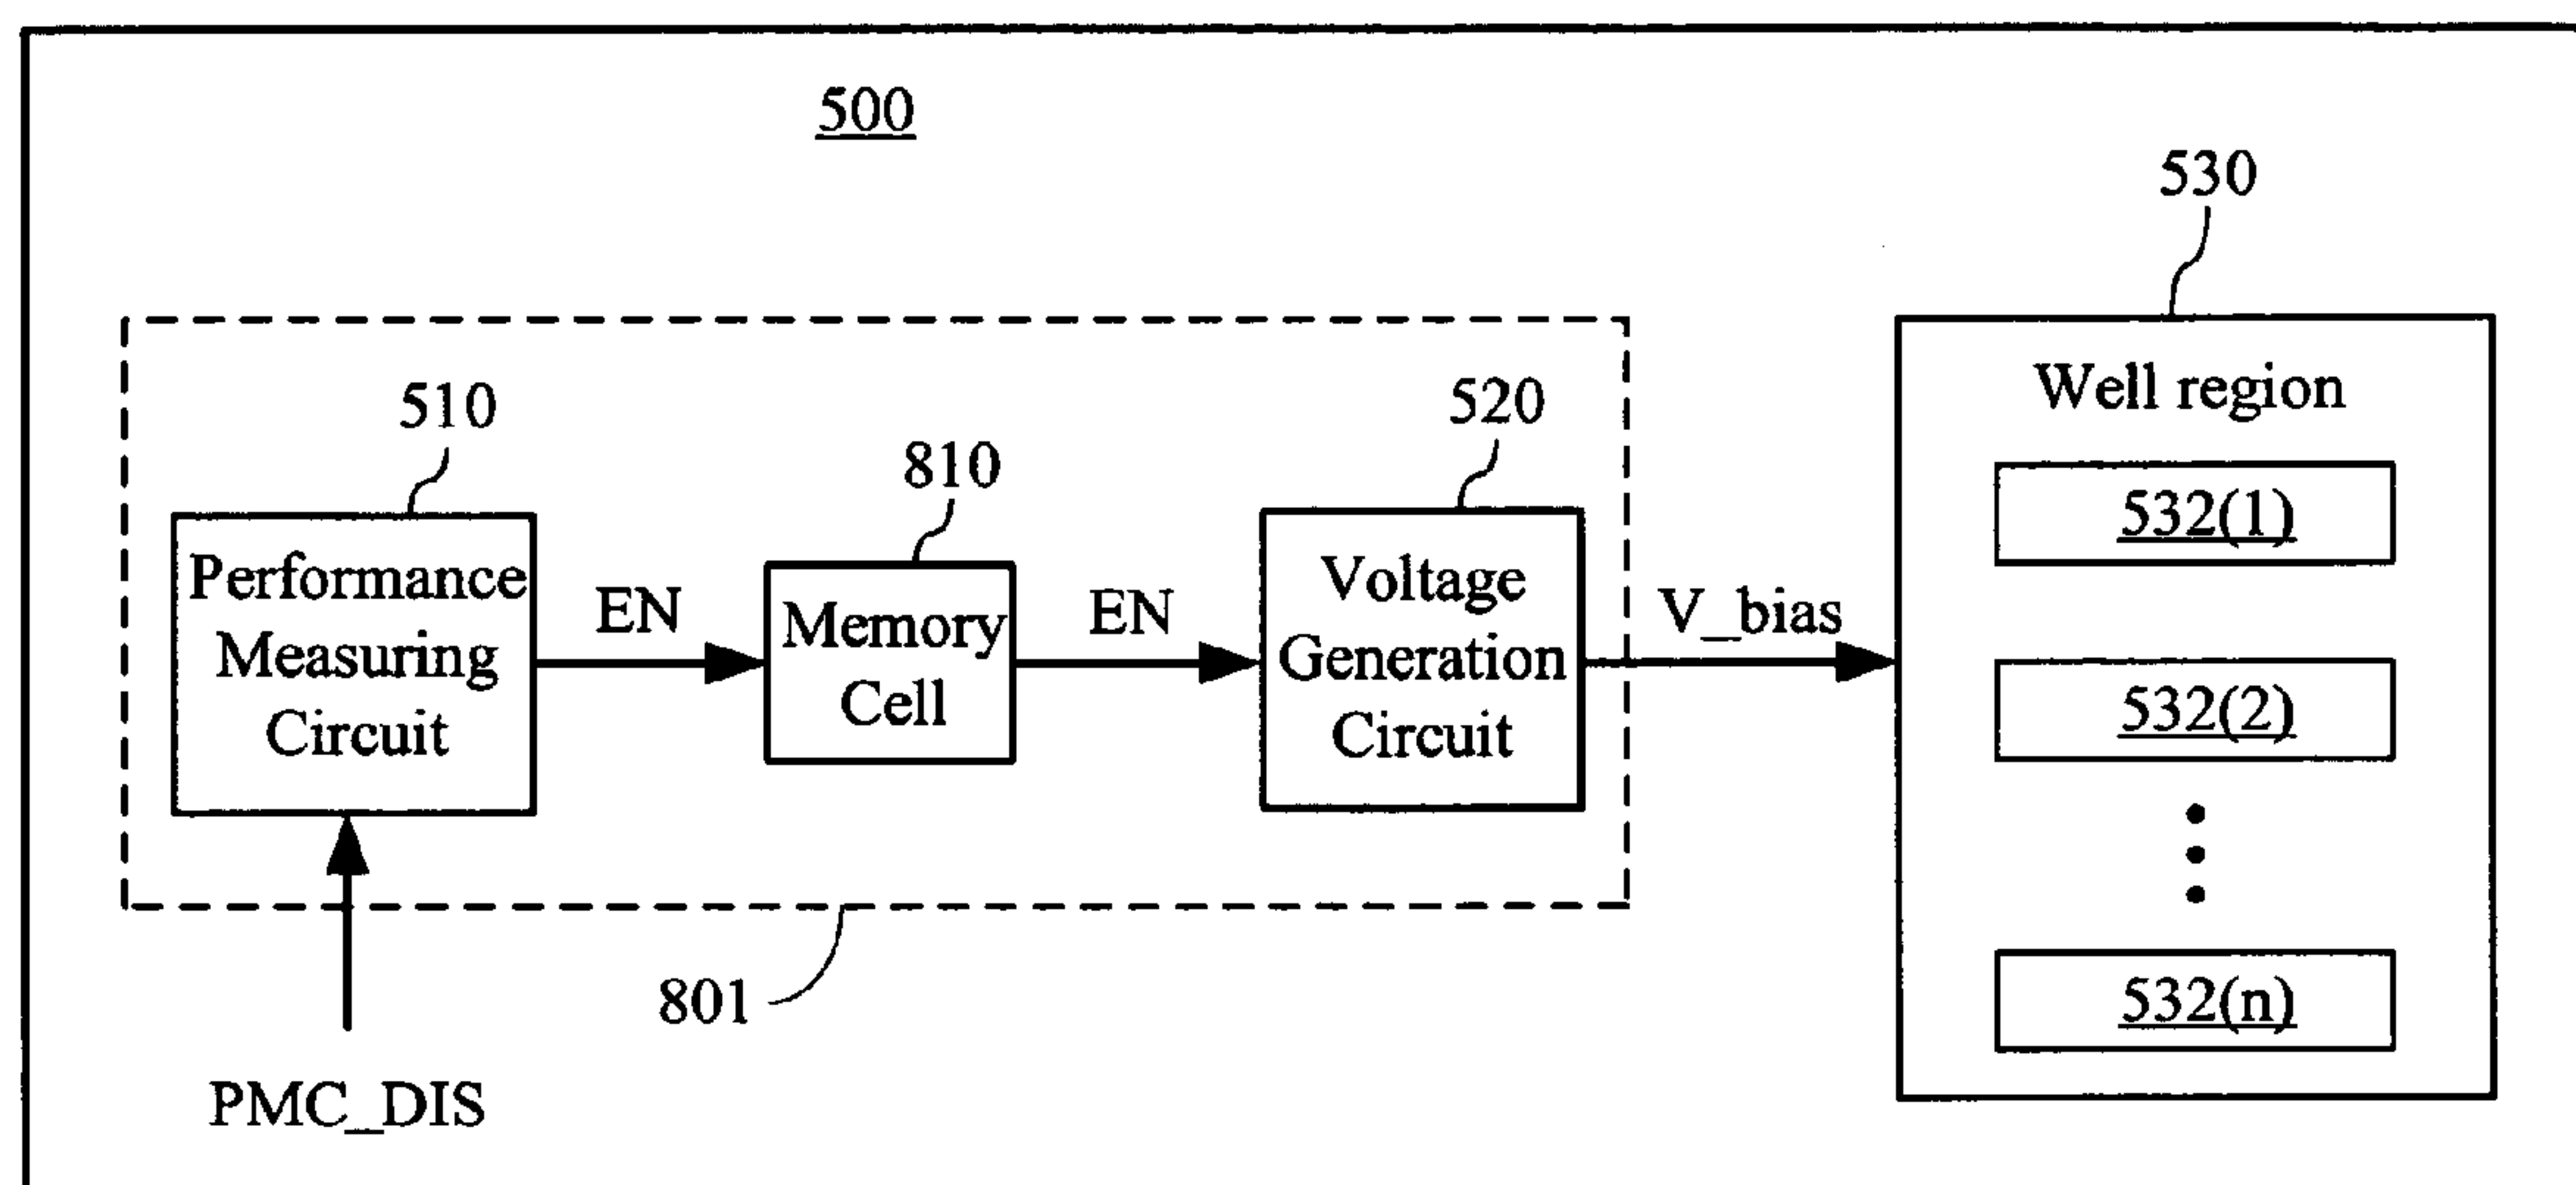 500
530
Well region
510
520
810
532(1)
Performance
Measuring
Circuit
EN
Memory
Cell
EN
Voltage
Generation
Circuit
V_bias
532(2)
532(n)
801
PMC_DIS